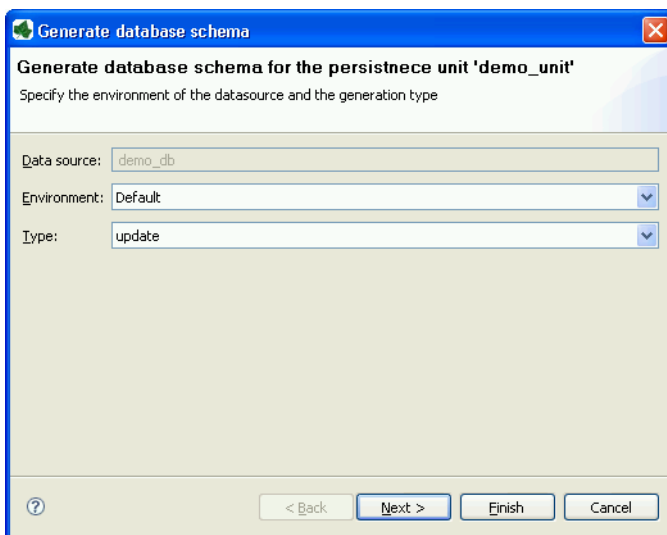 Generate database schema
Generate database schema for the persistnece unit 'demo_unit'
Specify the environment of the datasource and the generation type
Data source: demo_db
Environment: Default
Type: update
? < Back Next > Finish Cancel